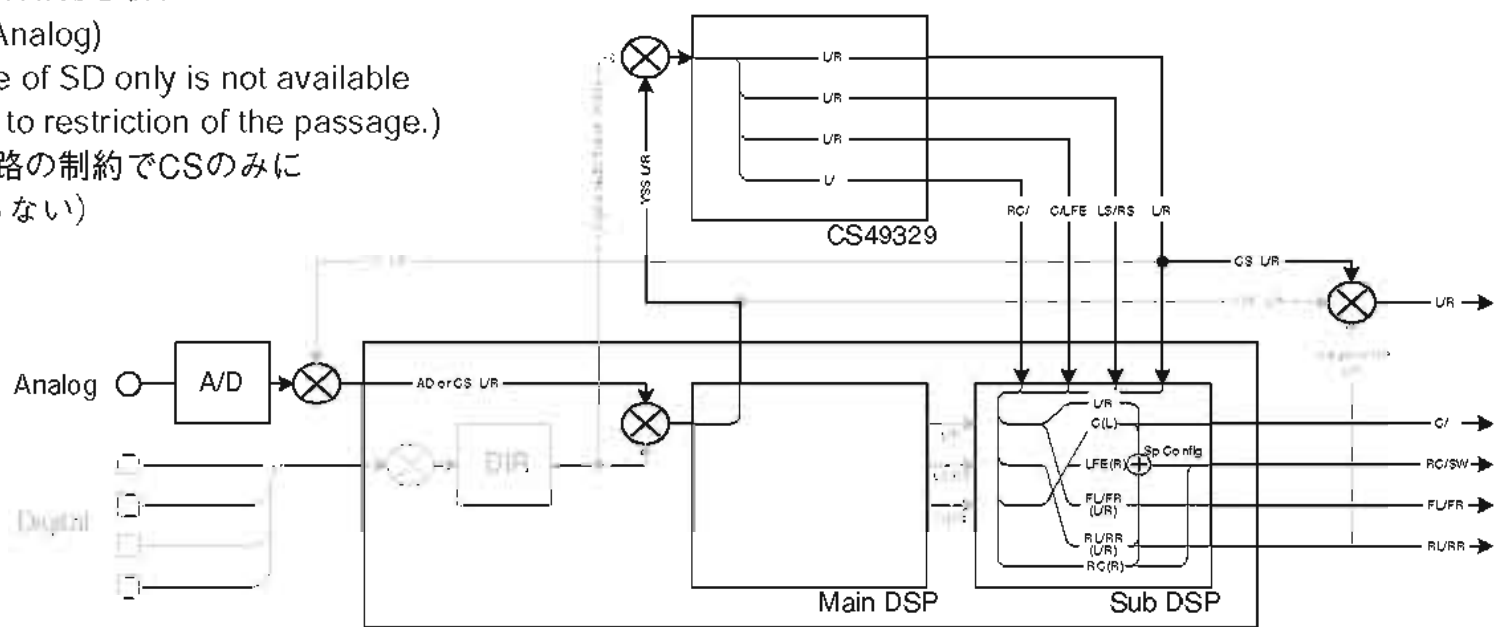 Analog)
e of SD only is not available
to restriction of the passage.)
路の制約でCSのみに
ない）
L/R
L/R
L/R
L/
CS49329
YSS L/R
RC/
C/LFE
LS/RS
L/R
CS L/R
L/R
Analog
A/D
AD or CS L/R
DIR
Digital
Main DSP
L/R
C(L)
LFE(R)
Sp Config
FL/FR
(L/R)
RL/RR
(L/R)
RC(R)
Sub DSP
C/
RC/SW
FL/FR
RL/RR